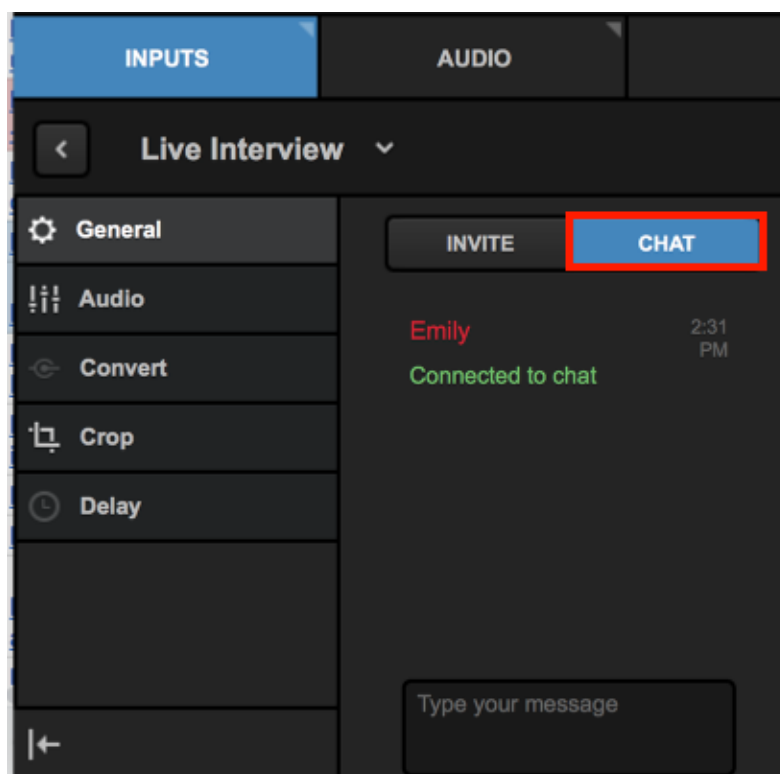 INPUTS
AUDIO
Live Interview
General
INVITE
CHAT
Audio
Emily
2:31
PM
Convert
Connected to chat
Crop
Delay
Type your message